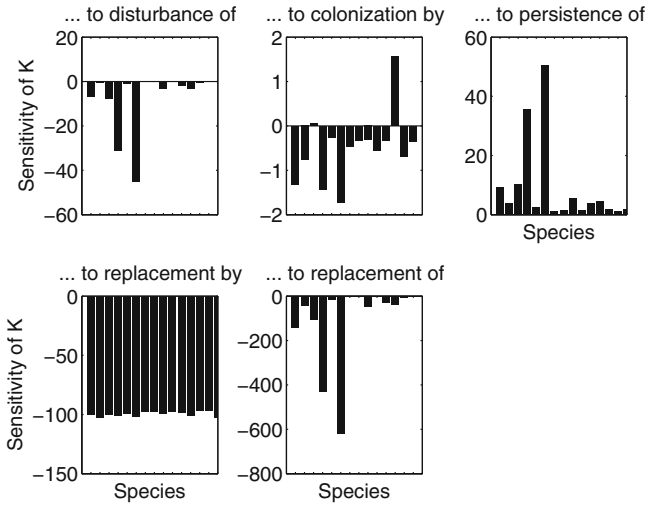 ... to disturbance of
... to colonization by
... to persistence of
Sensitivity of K
20
0
−20
−40
−60
2
1
0
−1
−2
60
40
20
0
Species
... to replacement by
... to replacement of
Sensitivity of K
0
−50
−100
−150
Species
0
−200
−400
−600
−800
Species